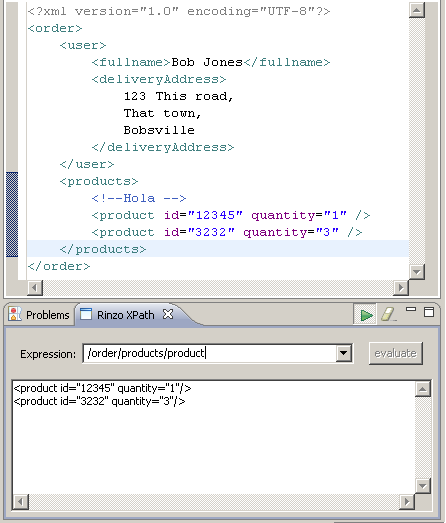 <?xml version="1.0" encoding="UTF-8"?>
<order>
<user>
<fullname>Bob Jones</fullname>
<deliveryAddress>
123 This road,
That town,
Bobsville
</deliveryAddress>
</user>
<products>
<!--Hola -->
<product id="12345" quantity="1" />
<product id="3232" quantity="3" />
</products>
</order>
Problems Rinzo XPath
Expression: /order/products/product evaluate
<product id="12345" quantity="1"/>
<product id="3232" quantity="3"/>